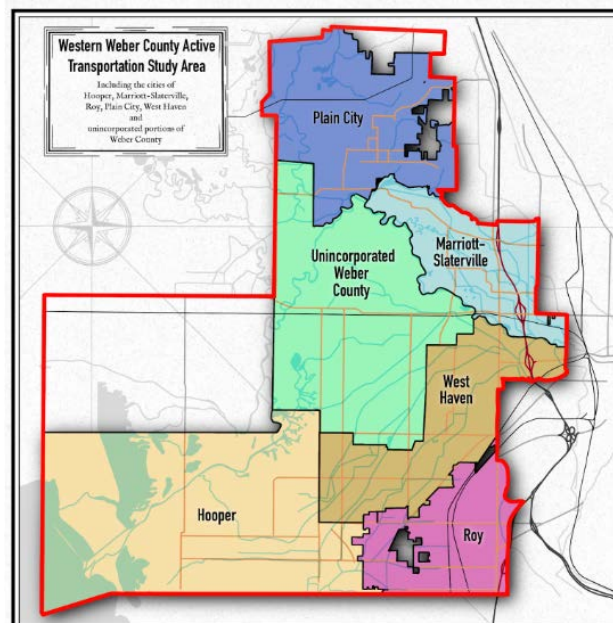 Western Weber County Active
Transportation Study Area
Including the cities of
Hooper, Marriott-Slaterville,
Roy, Plain City, West Haven
and
unincorporated portions of
Weber County
Plain City
Marriott-
Slaterville
Unincorporated
Weber
County
West
Haven
Hooper
Roy